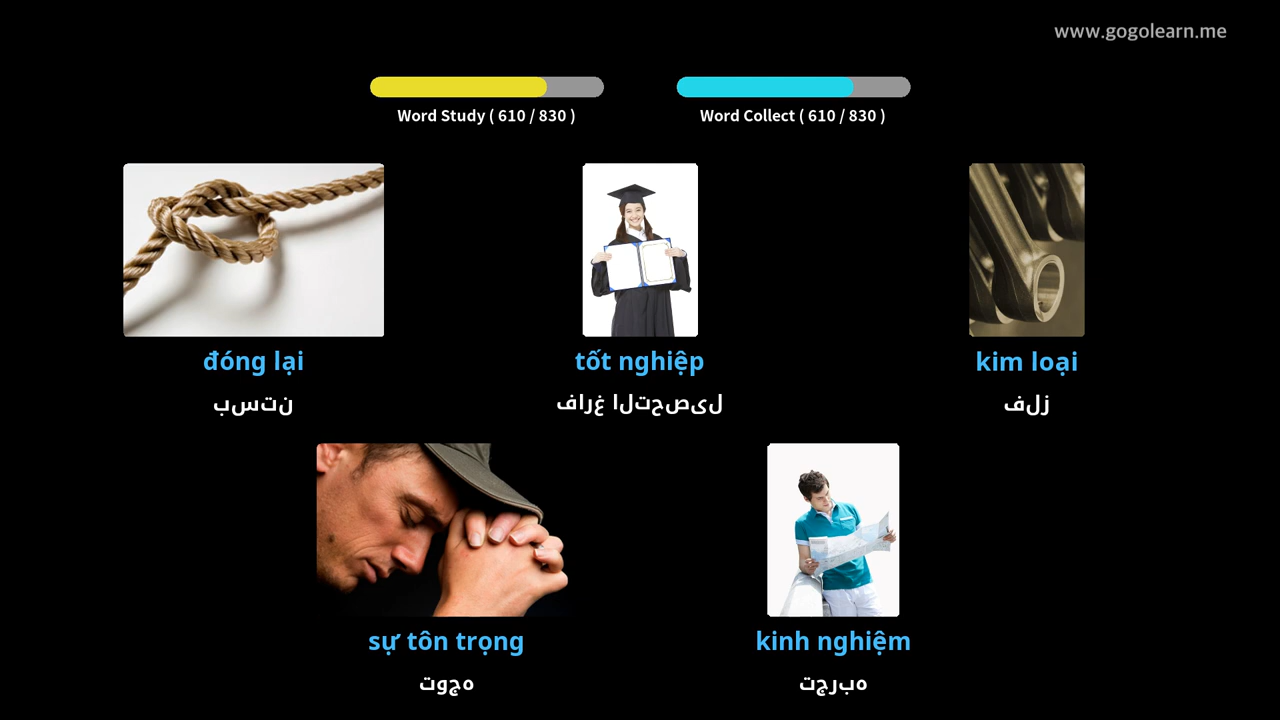 www.gogolearn.me
Word Study ( 610 / 830 )
Word Collect ( 610 / 830 )
đóng lại
بستن
tốt nghiệp
فارغ التحصیل
kim loại
فلز
sự tôn trọng
توجه
kinh nghiệm
تجربه